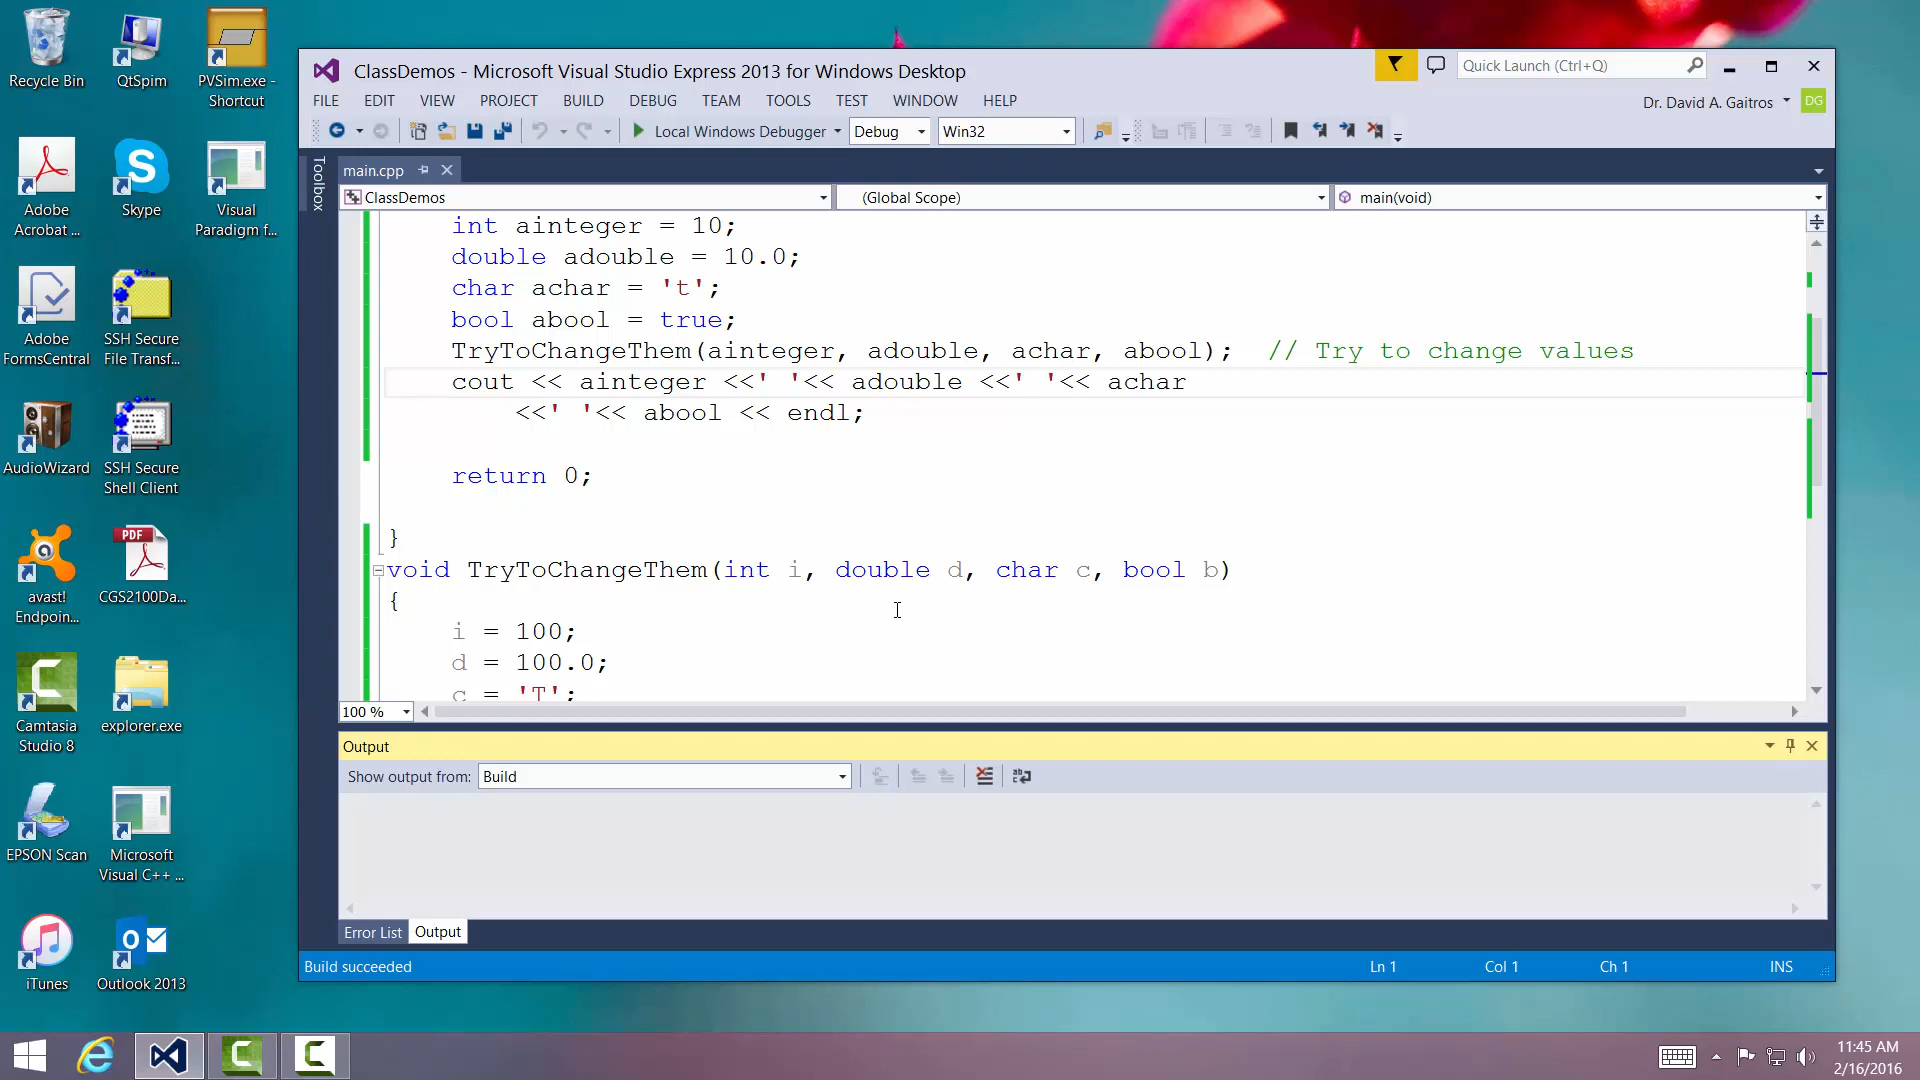 Recycle Bin
QtSpim
PVSim.exe -
Shortcut
Adobe
Acrobat ...
Skype
Visual
Paradigm f...
Adobe
FormsCentral
SSH Secure
File Transf...
AudioWizard
SSH Secure
Shell Client
avast!
Endpoin...
PDF
CGS2100Da...
Camtasia
Studio 8
explorer.exe
EPSON Scan
Microsoft
Visual C++ ...
iTunes
Outlook 2013
ClassDemos - Microsoft Visual Studio Express 2013 for Windows Desktop
Quick Launch (Ctrl+Q)
FILE EDIT VIEW PROJECT BUILD DEBUG TEAM TOOLS TEST WINDOW HELP
Dr. David A. Gaitros DG
Local Windows Debugger Debug Win32
Toolbox
main.cpp
ClassDemos (Global Scope) main(void)
int ainteger = 10;
double adouble = 10.0;
char achar = 't';
bool abool = true;
TryToChangeThem(ainteger, adouble, achar, abool); // Try to change values
cout << ainteger <<' '<< adouble <<' '<< achar
<<' '<< abool << endl;
return 0;
}
void TryToChangeThem(int i, double d, char c, bool b)
{
i = 100;
d = 100.0;
c = 'T';
100 %
Output
Show output from: Build
Error List Output
Build succeeded Ln 1 Col 1 Ch 1 INS
11:45 AM
2/16/2016